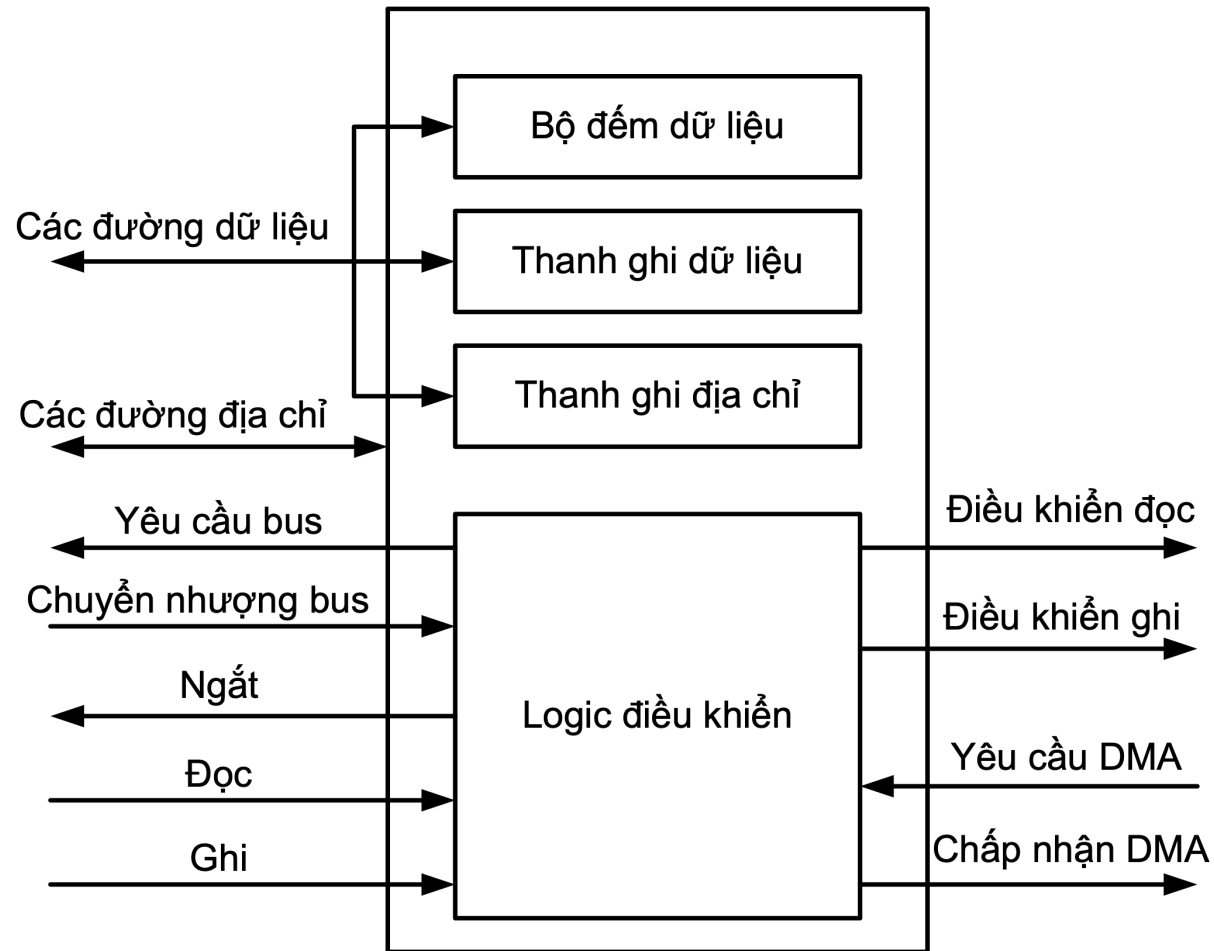 Bộ đếm dữ liệu
Các đường dữ liệu
Thanh ghi dữ liệu
Thanh ghi địa chỉ
Các đường địa chỉ
Yêu cầu bus
Điều khiển đọc
Chuyển nhượng bus
Điều khiển ghi
Ngắt
Logic điều khiển
Đọc
Yêu cầu DMA
Ghi
Chấp nhận DMA